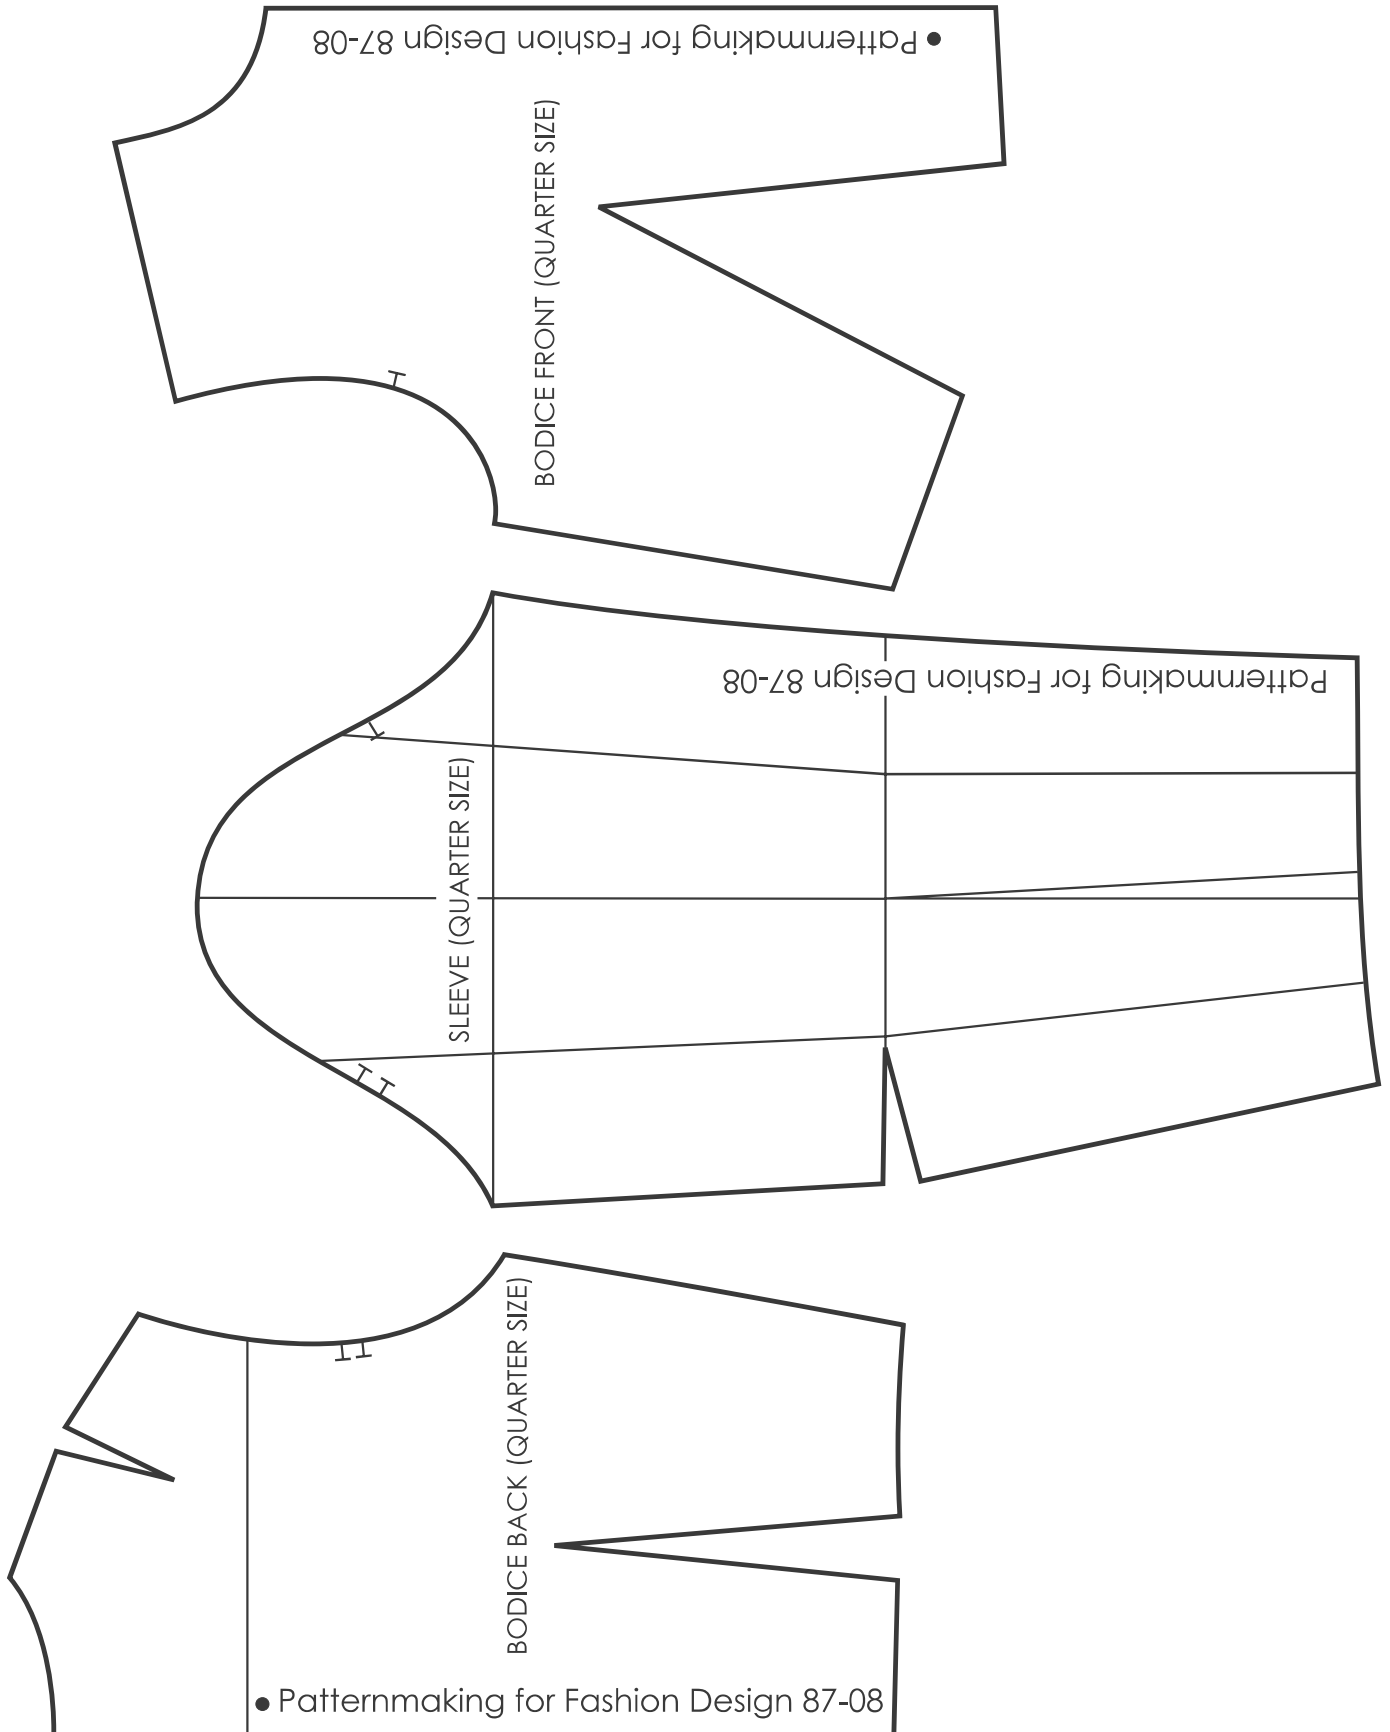 ● Patternmaking for Fashion Design 87-08
BODICE FRONT (QUARTER SIZE)
Patternmaking for Fashion Design 87-08
SLEEVE (QUARTER SIZE)
BODICE BACK (QUARTER SIZE)
● Patternmaking for Fashion Design 87-08